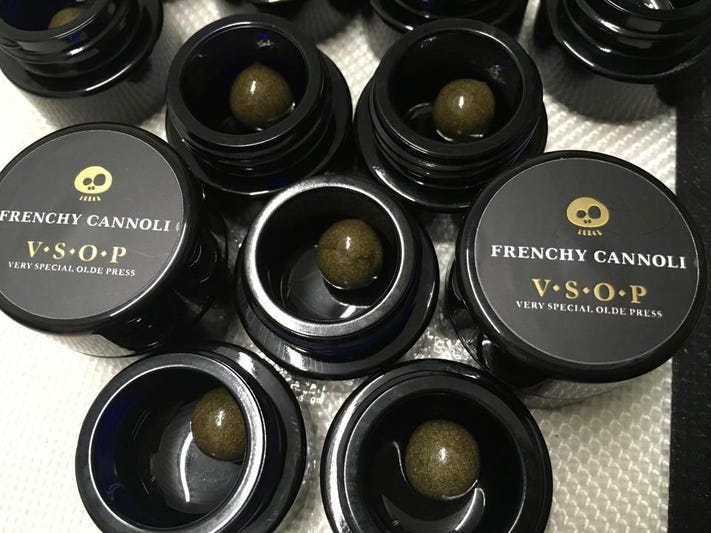 FRENCHY CANNOLI
V•S•O•P
VERY SPECIAL OLDE PRESS
FRENCHY CANNOLI
V•S•O•P
VERY SPECIAL OLDE PRESS